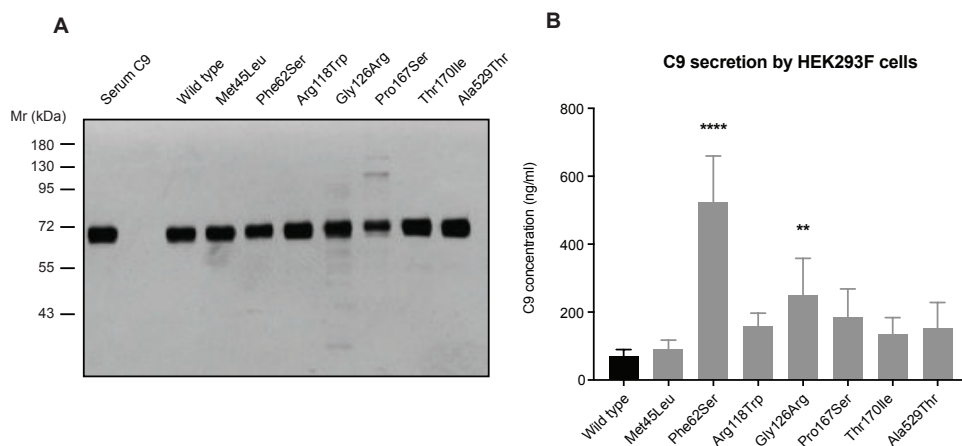 A
Serum C9
Wild type
Met45Leu
Phe62Ser
Arg118Trp
Gly126Arg
Pro167Ser
Thr170Ile
Ala529Thr
Mr (kDa)
180
130
95
72
55
43
B
C9 secretion by HEK293F cells
C9 concentration (ng/ml)
800
600
400
200
0
****
**
Wild type
Met45Leu
Phe62Ser
Arg118Trp
Gly126Arg
Pro167Ser
Thr170Ile
Ala529Thr